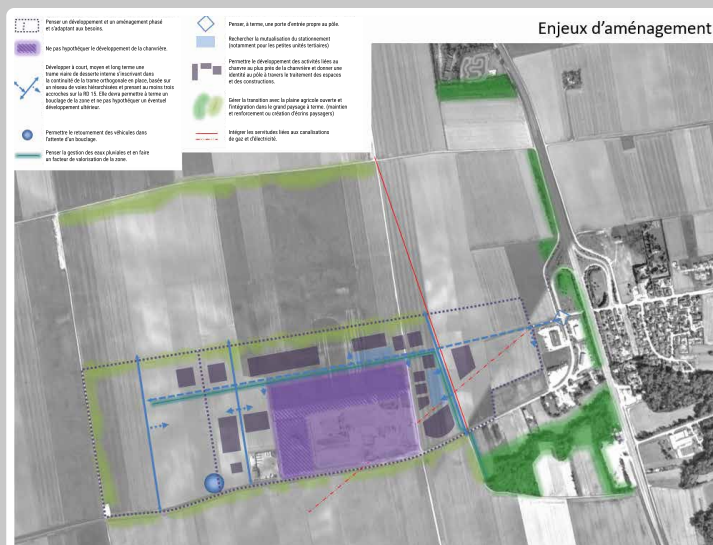 Enjeux d'aménagement
Penser un développement et un aménagement phasé
et s'adaptant aux besoins.
Ne pas hypothéquer le développement de la chanvrière.
Développer à court, moyen et long terme une
trame viaire de desserte interne s'inscrivant dans
la continuité de la trame orthogonale en place, basée sur
un réseau de voies hiérarchisées et prenant au moins trois
accroches sur la RD 15. Elle devra permettre à terme un
bouclage de la zone et ne pas hypothéquer un éventuel
développement ultérieur.
Permettre le retournement des véhicules dans
l'attente d'un bouclage.
Penser la gestion des eaux pluviales et en faire
un facteur de valorisation de la zone.
Penser, à terme, une porte d'entrée propre au pôle.
Rechercher la mutualisation du stationnement
(notamment pour les petites unités tertiaires)
Permettre le développement des activités liées au
chanvre au plus près de la chanvrière et donner une
identité au pôle à travers le traitement des espaces
et des constructions.
Gérer la transition avec la plaine agricole ouverte et
l'intégration dans le grand paysage à terme. (maintien
et renforcement ou création d'écrins paysagers)
Intégrer les servitudes liées aux canalisations
de gaz et d'électricité.